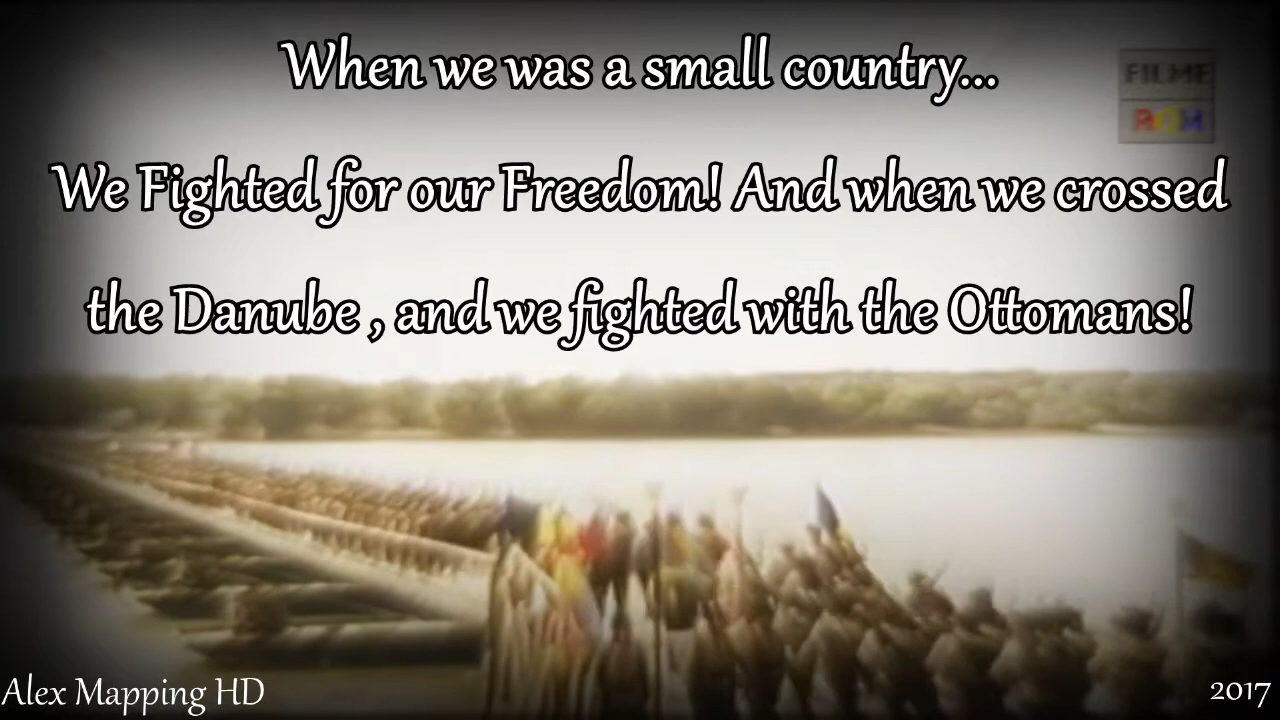 When we was a small country...
FILME
ROM
We Fighted for our Freedom! And when we crossed
the Danube , and we fighted with the Ottomans!
Alex Mapping HD
2017